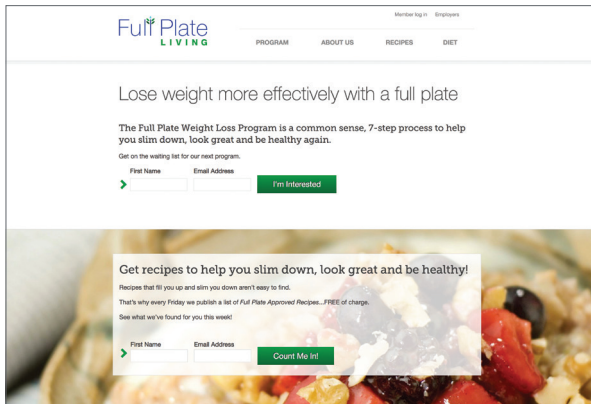 Member log in Employers
Full Plate
LIVING
PROGRAM ABOUT US RECIPES DIET
Lose weight more effectively with a full plate
The Full Plate Weight Loss Program is a common sense, 7-step process to help
you slim down, look great and be healthy again.
Get on the waiting list for our next program.
First Name Email Address
I'm Interested
Get recipes to help you slim down, look great and be healthy!
Recipes that fill you up and slim you down aren't easy to find.
That's why every Friday we publish a list of Full Plate Approved Recipes...FREE of charge.
See what we've found for you this week!
First Name Email Address
Count Me In!